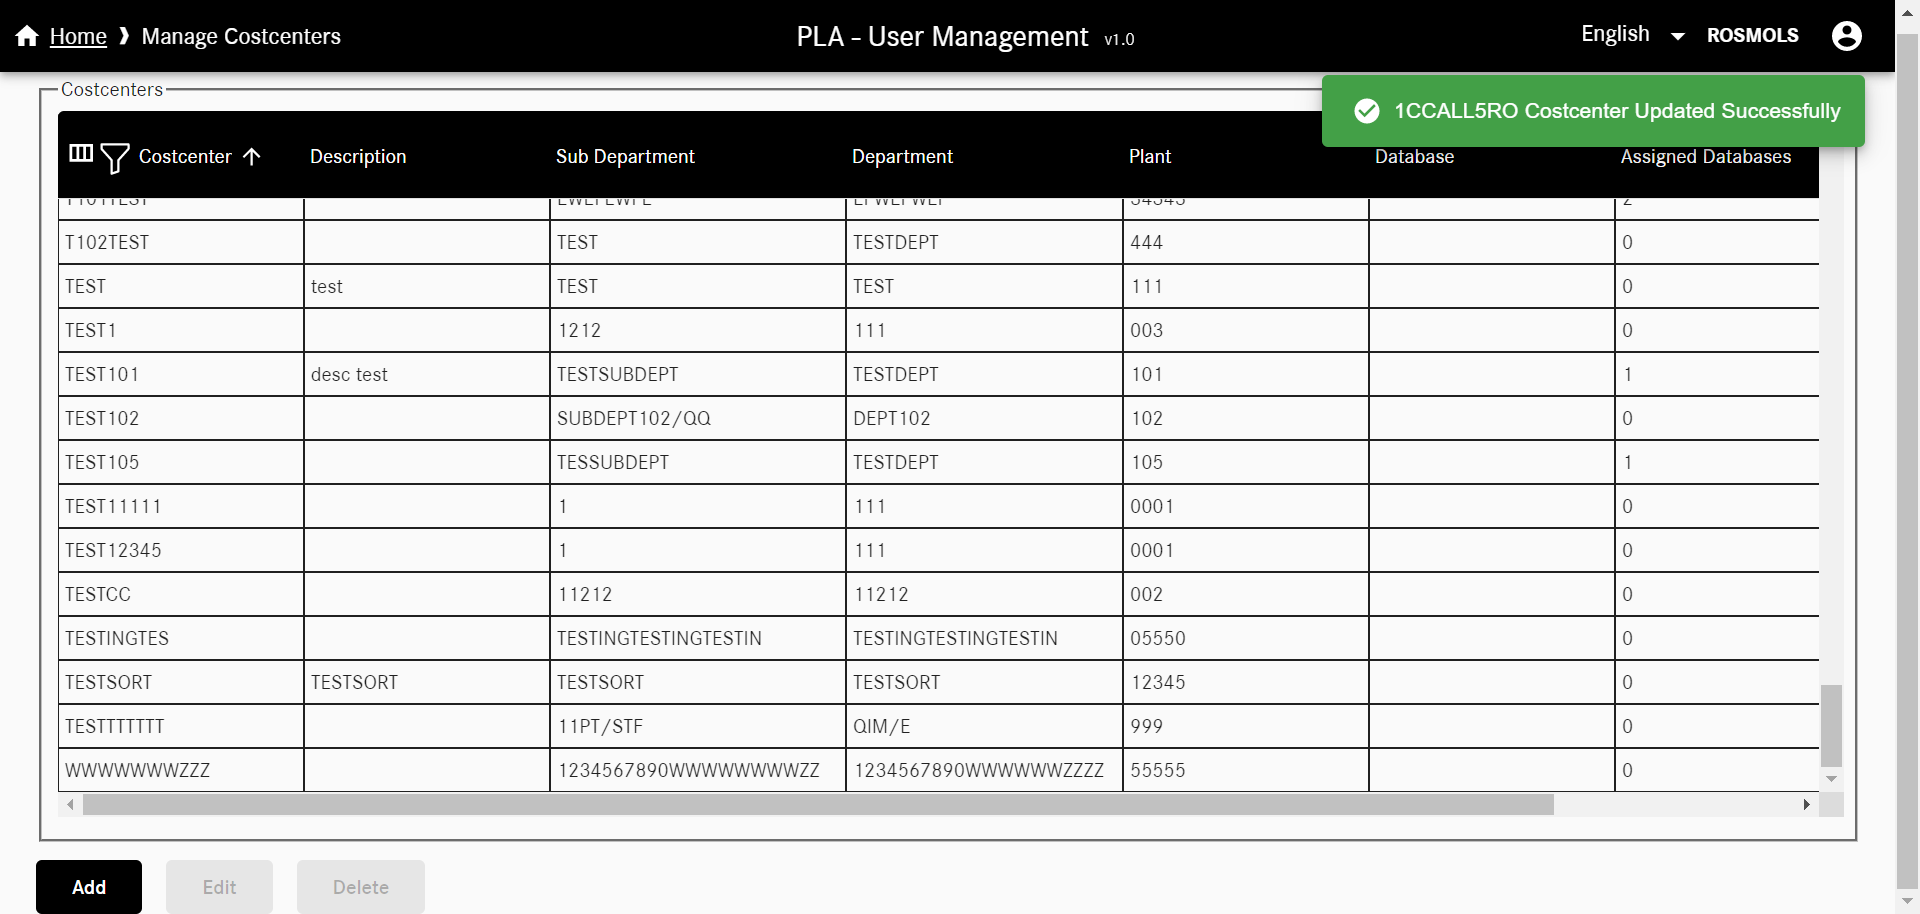 Home ❱ Manage Costcenters
PLA - User Management v1.0
English
ROSMOLS
1CCALL5RO Costcenter Updated Successfully
Costcenters
Costcenter Description Sub Department Department Plant Database Assigned Databases
T102TEST TEST TESTDEPT 444 0
TEST test TEST TEST 111 0
TEST1 1212 111 003 0
TEST101 desc test TESTSUBDEPT TESTDEPT 101 1
TEST102 SUBDEPT102/QQ DEPT102 102 0
TEST105 TESSUBDEPT TESTDEPT 105 1
TEST11111 1 111 0001 0
TEST12345 1 111 0001 0
TESTCC 11212 11212 002 0
TESTINGTES TESTINGTESTINGTESTIN TESTINGTESTINGTESTIN 05550 0
TESTSORT TESTSORT TESTSORT TESTSORT 12345 0
TESTTTTTTT 11PT/STF QIM/E 999 0
WWWWWWWZZZ 1234567890WWWWWWWWZZ 1234567890WWWWWWZZZZ 55555 0
Add Edit Delete